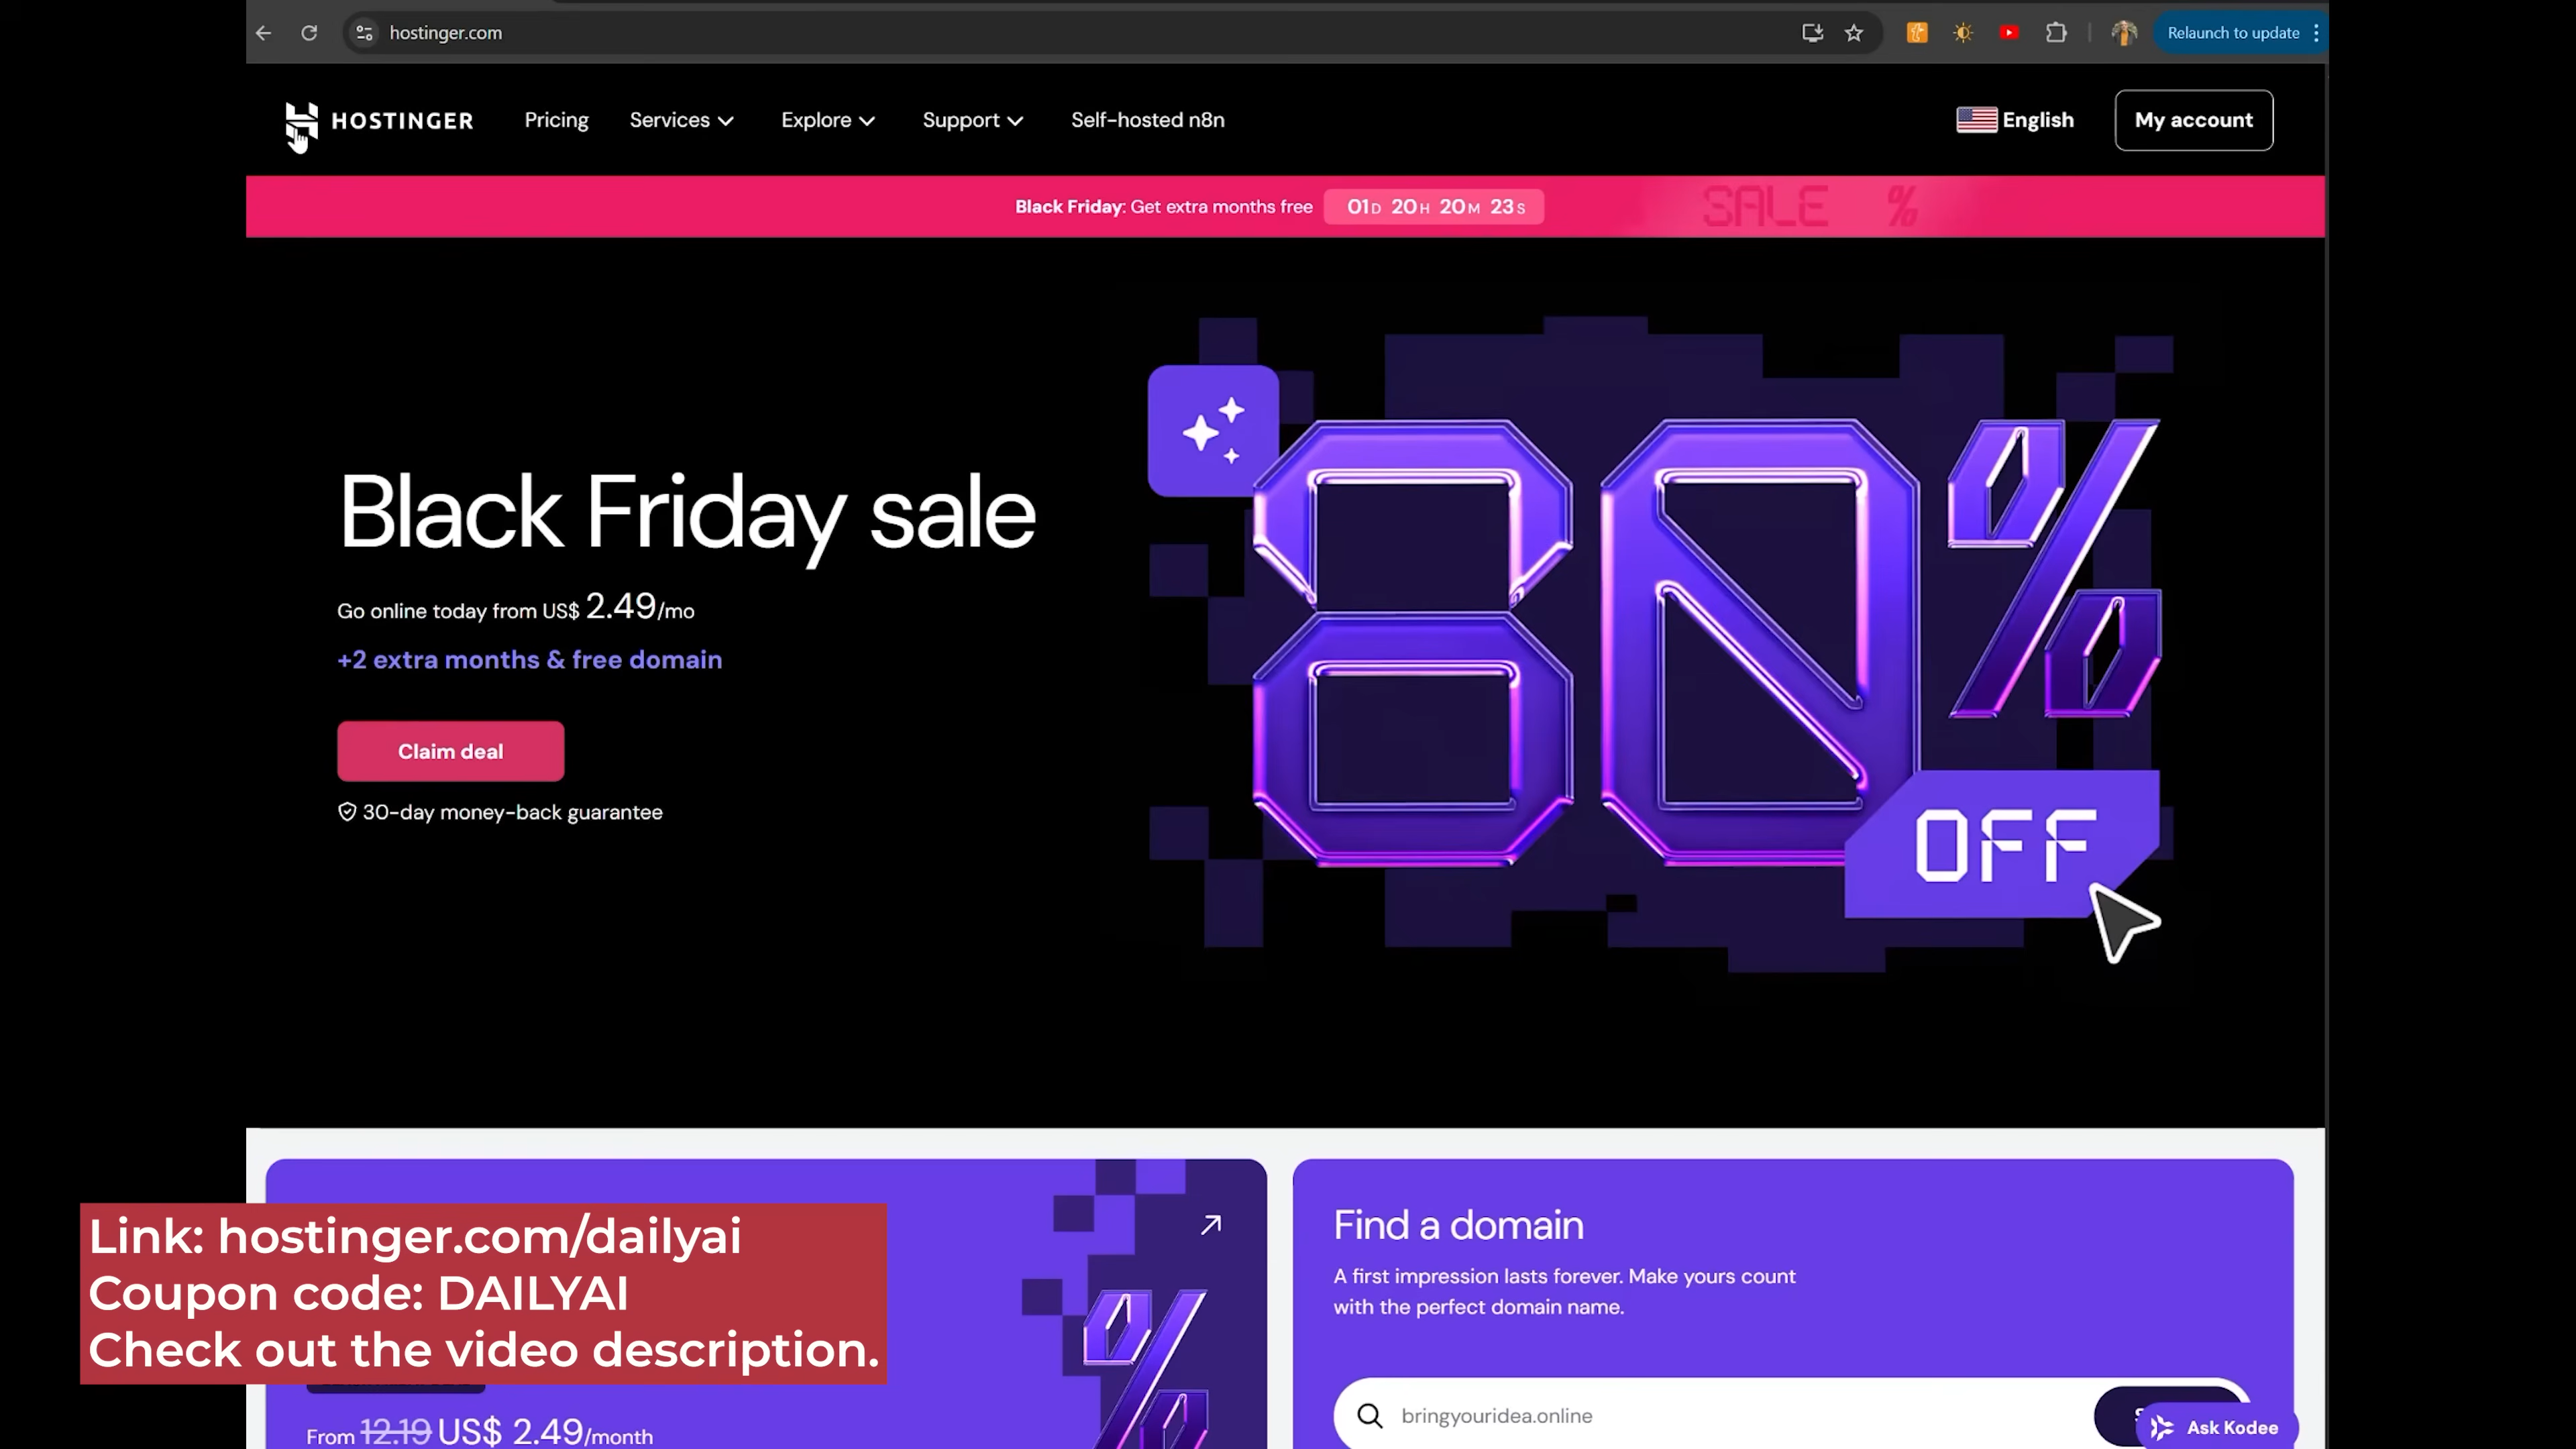 hostinger.com
Relaunch to update
HOSTINGER
Pricing
Services
Explore
Support
Self-hosted n8n
English
My account
Black Friday: Get extra months free
01D 20H 20M 23S
SALE %
Black Friday sale
Go online today from US$ 2.49/mo
+2 extra months & free domain
Claim deal
30-day money-back guarantee
80%
OFF
Link: hostinger.com/dailyai
Coupon code: DAILYAI
Check out the video description.
From 12.19 US$ 2.49/month
%
Find a domain
A first impression lasts forever. Make yours count
with the perfect domain name.
bringyouridea.online
Ask Kodee